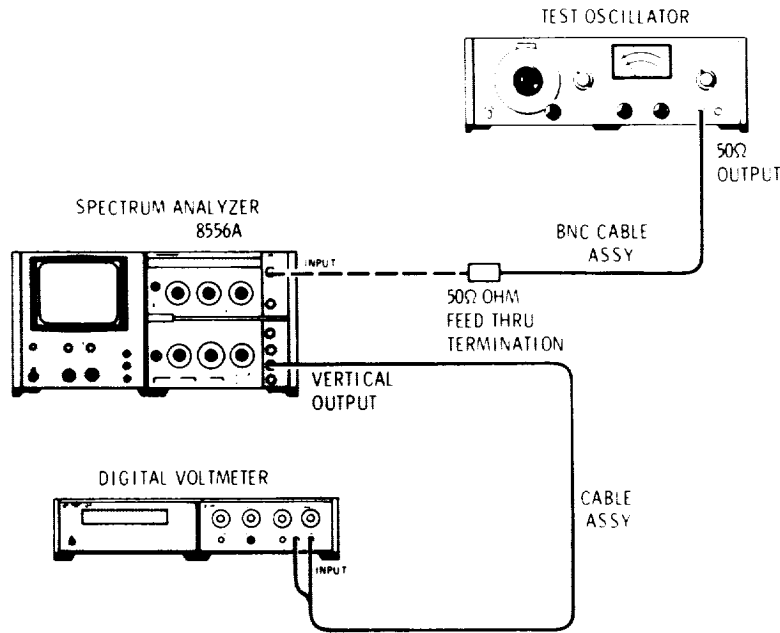 TEST OSCILLATOR
50Ω
OUTPUT
SPECTRUM ANALYZER
8556A
INPUT
BNC CABLE
ASSY
50Ω OHM
FEED THRU
TERMINATION
VERTICAL
OUTPUT
DIGITAL VOLTMETER
CABLE
ASSY
INPUT